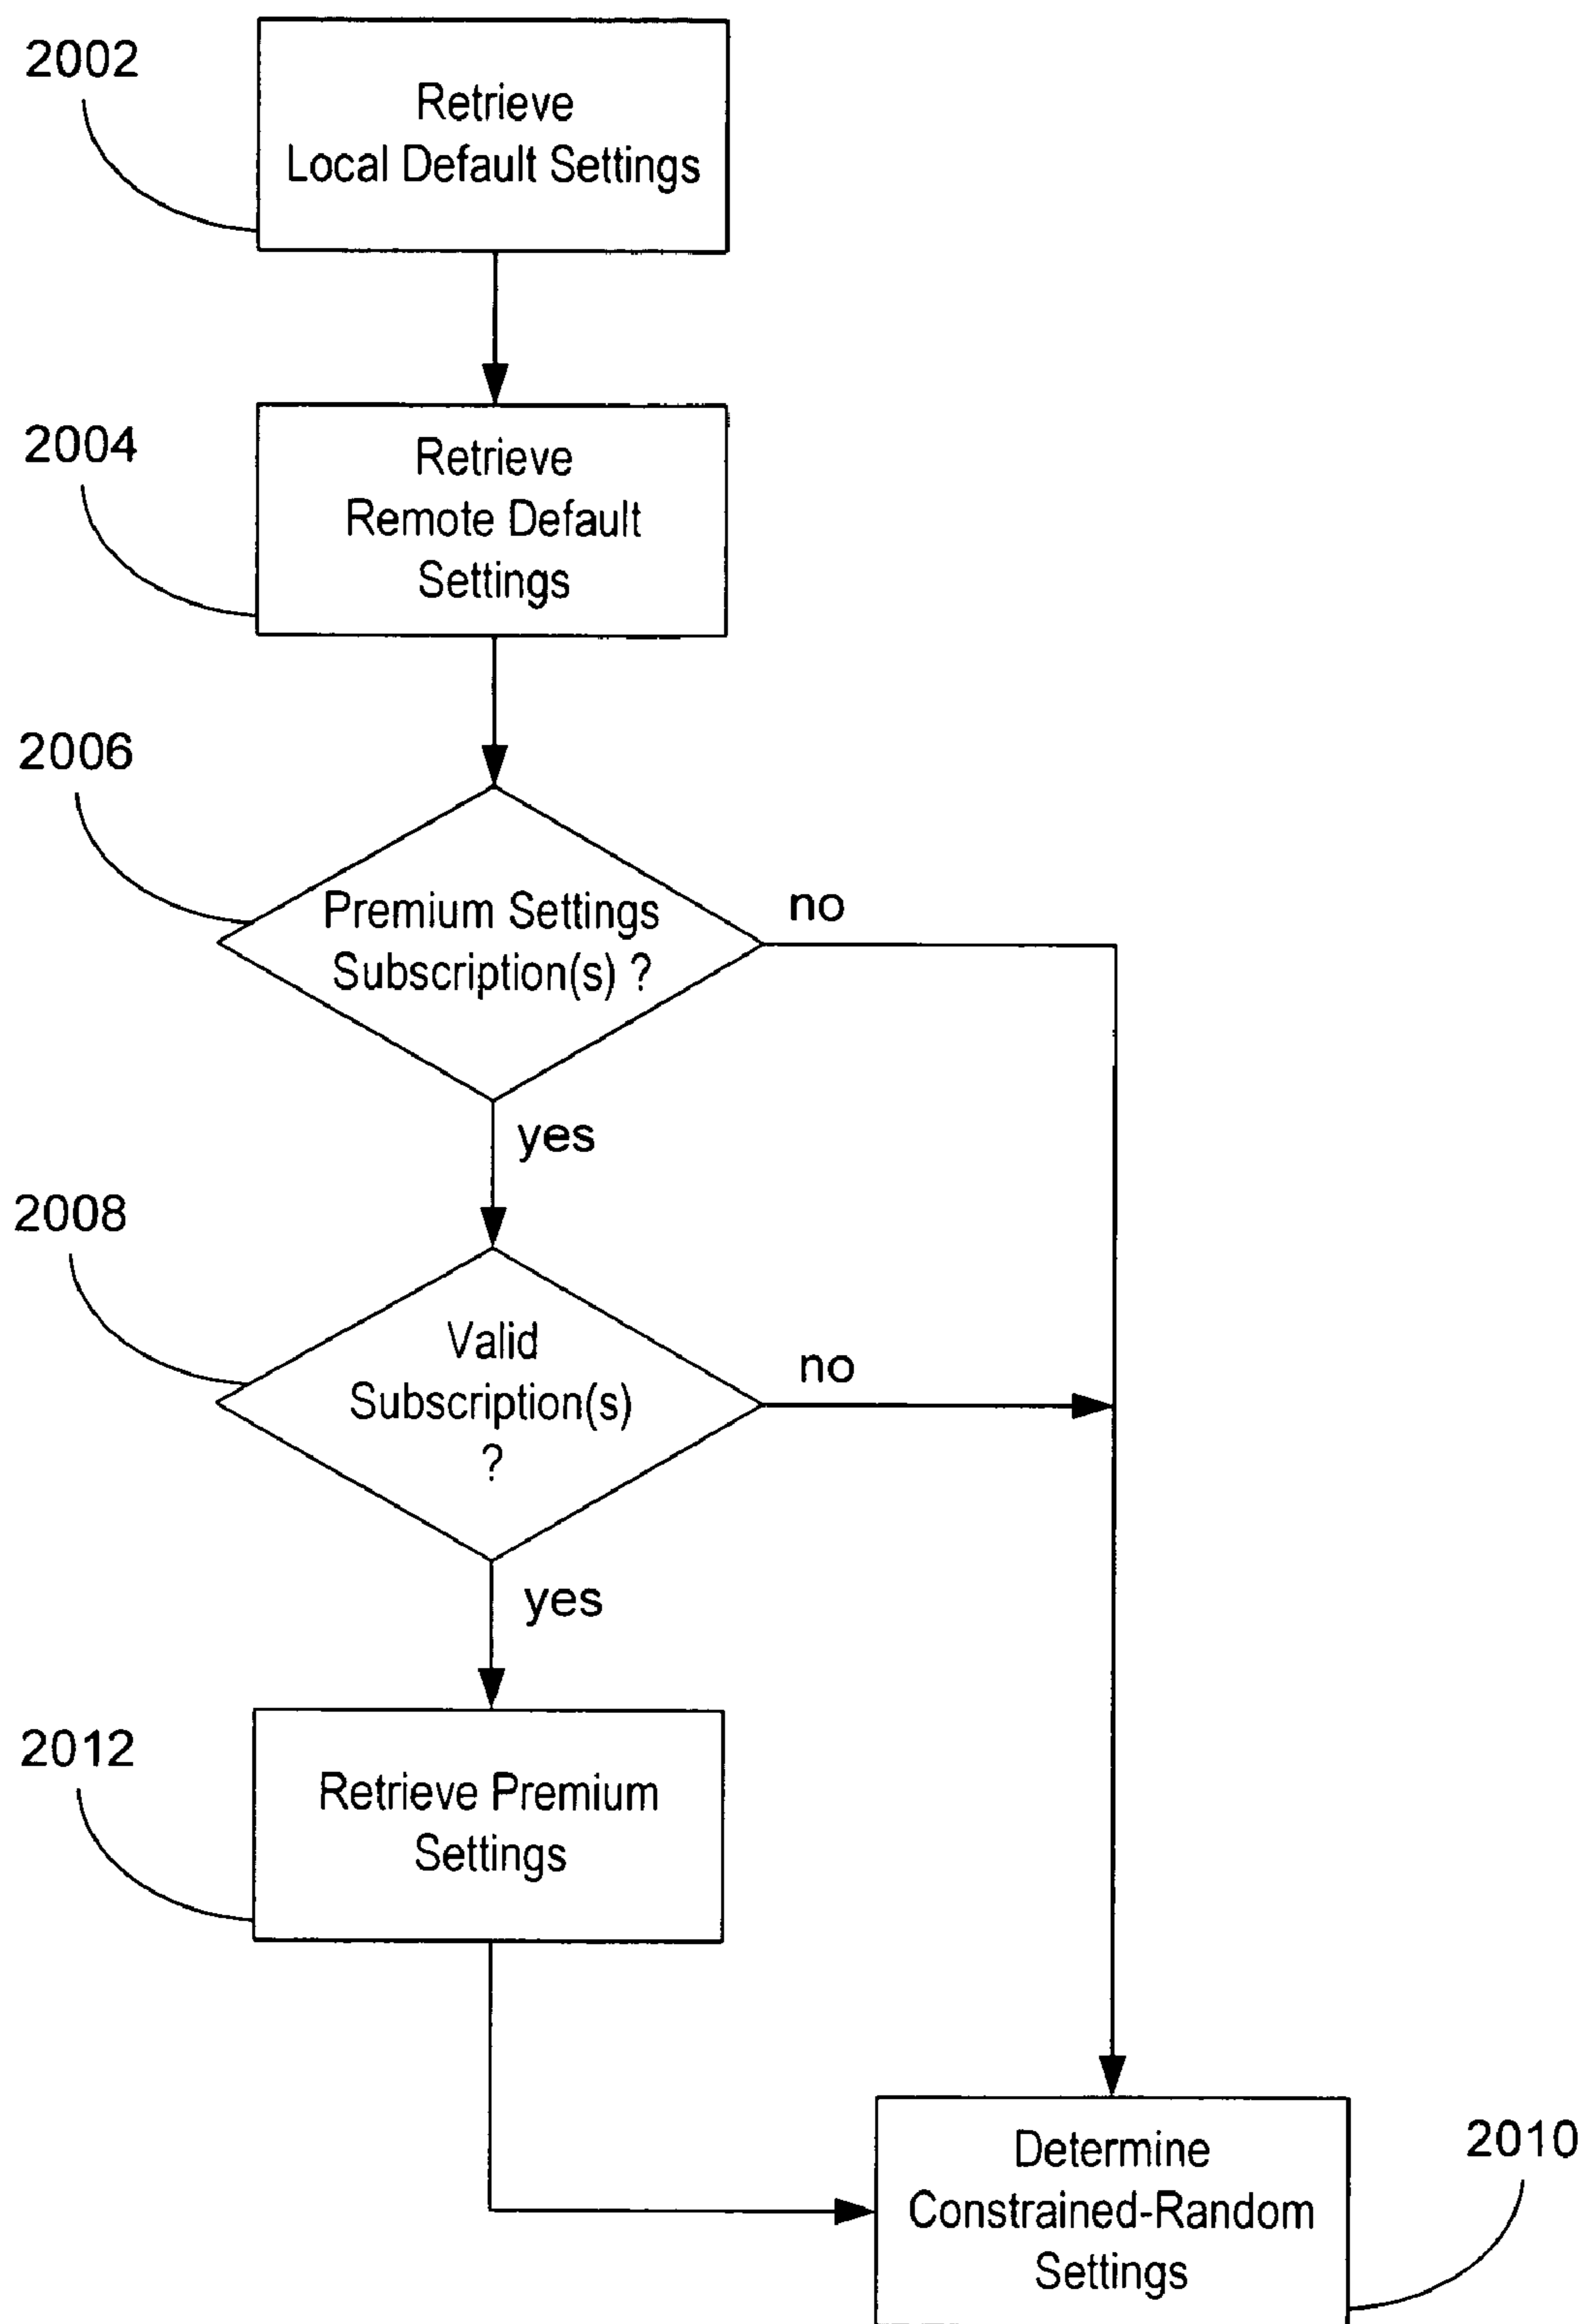 2002
Retrieve
Local Default Settings
2004
Retrieve
Remote Default
Settings
2006
Premium Settings
Subscription(s) ?
no
yes
2008
Valid
Subscription(s)
?
no
yes
2012
Retrieve Premium
Settings
Determine
Constrained-Random
Settings
2010